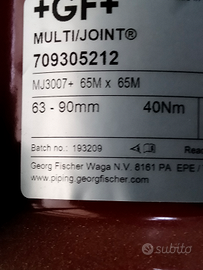 +GF+
MULTI/JOINT®
709305212
MJ3007+ 65M x 65M
63 - 90mm 40Nm
Batch no.: 193209 Read
Georg Fischer Waga N.V. 8161 PA EPE /
www.piping.georgfischer.com
subito